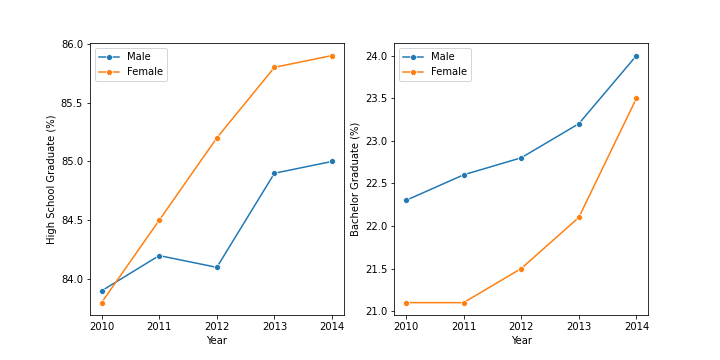 86.0
85.5
85.0
84.5
84.0
High School Graduate (%)
Male
Female
2010 2011 2012 2013 2014
Year
24.0
23.5
23.0
22.5
22.0
21.5
21.0
Bachelor Graduate (%)
Male
Female
2010 2011 2012 2013 2014
Year